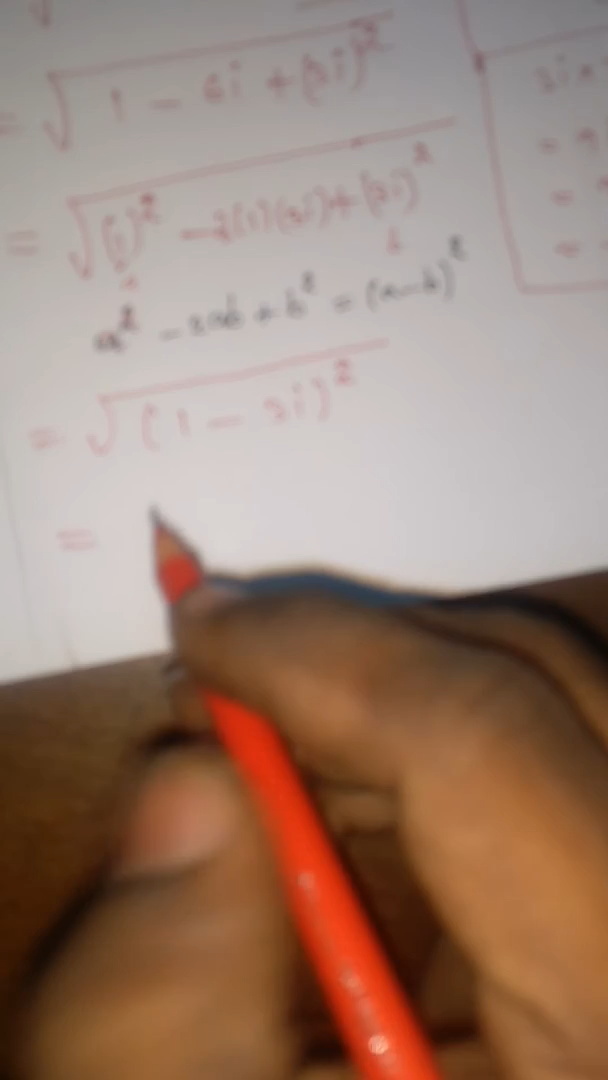 = √1 - 6i + (3i)²
= √(1)² - 2(1)(3i) + (3i)²
a b
a² - 2ab + b² = (a-b)²
= √(1 - 3i)²
=